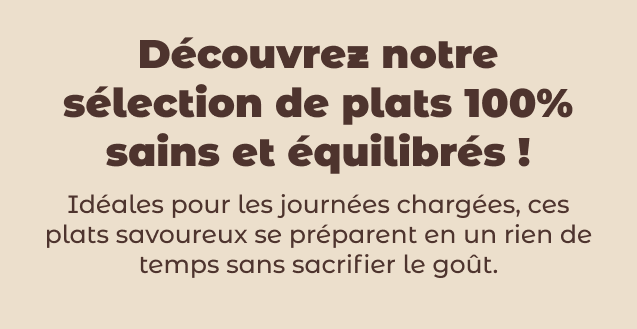 Découvrez notre
sélection de plats 100%
sains et équilibrés !
Idéales pour les journées chargées, ces
plats savoureux se préparent en un rien de
temps sans sacrifier le goût.